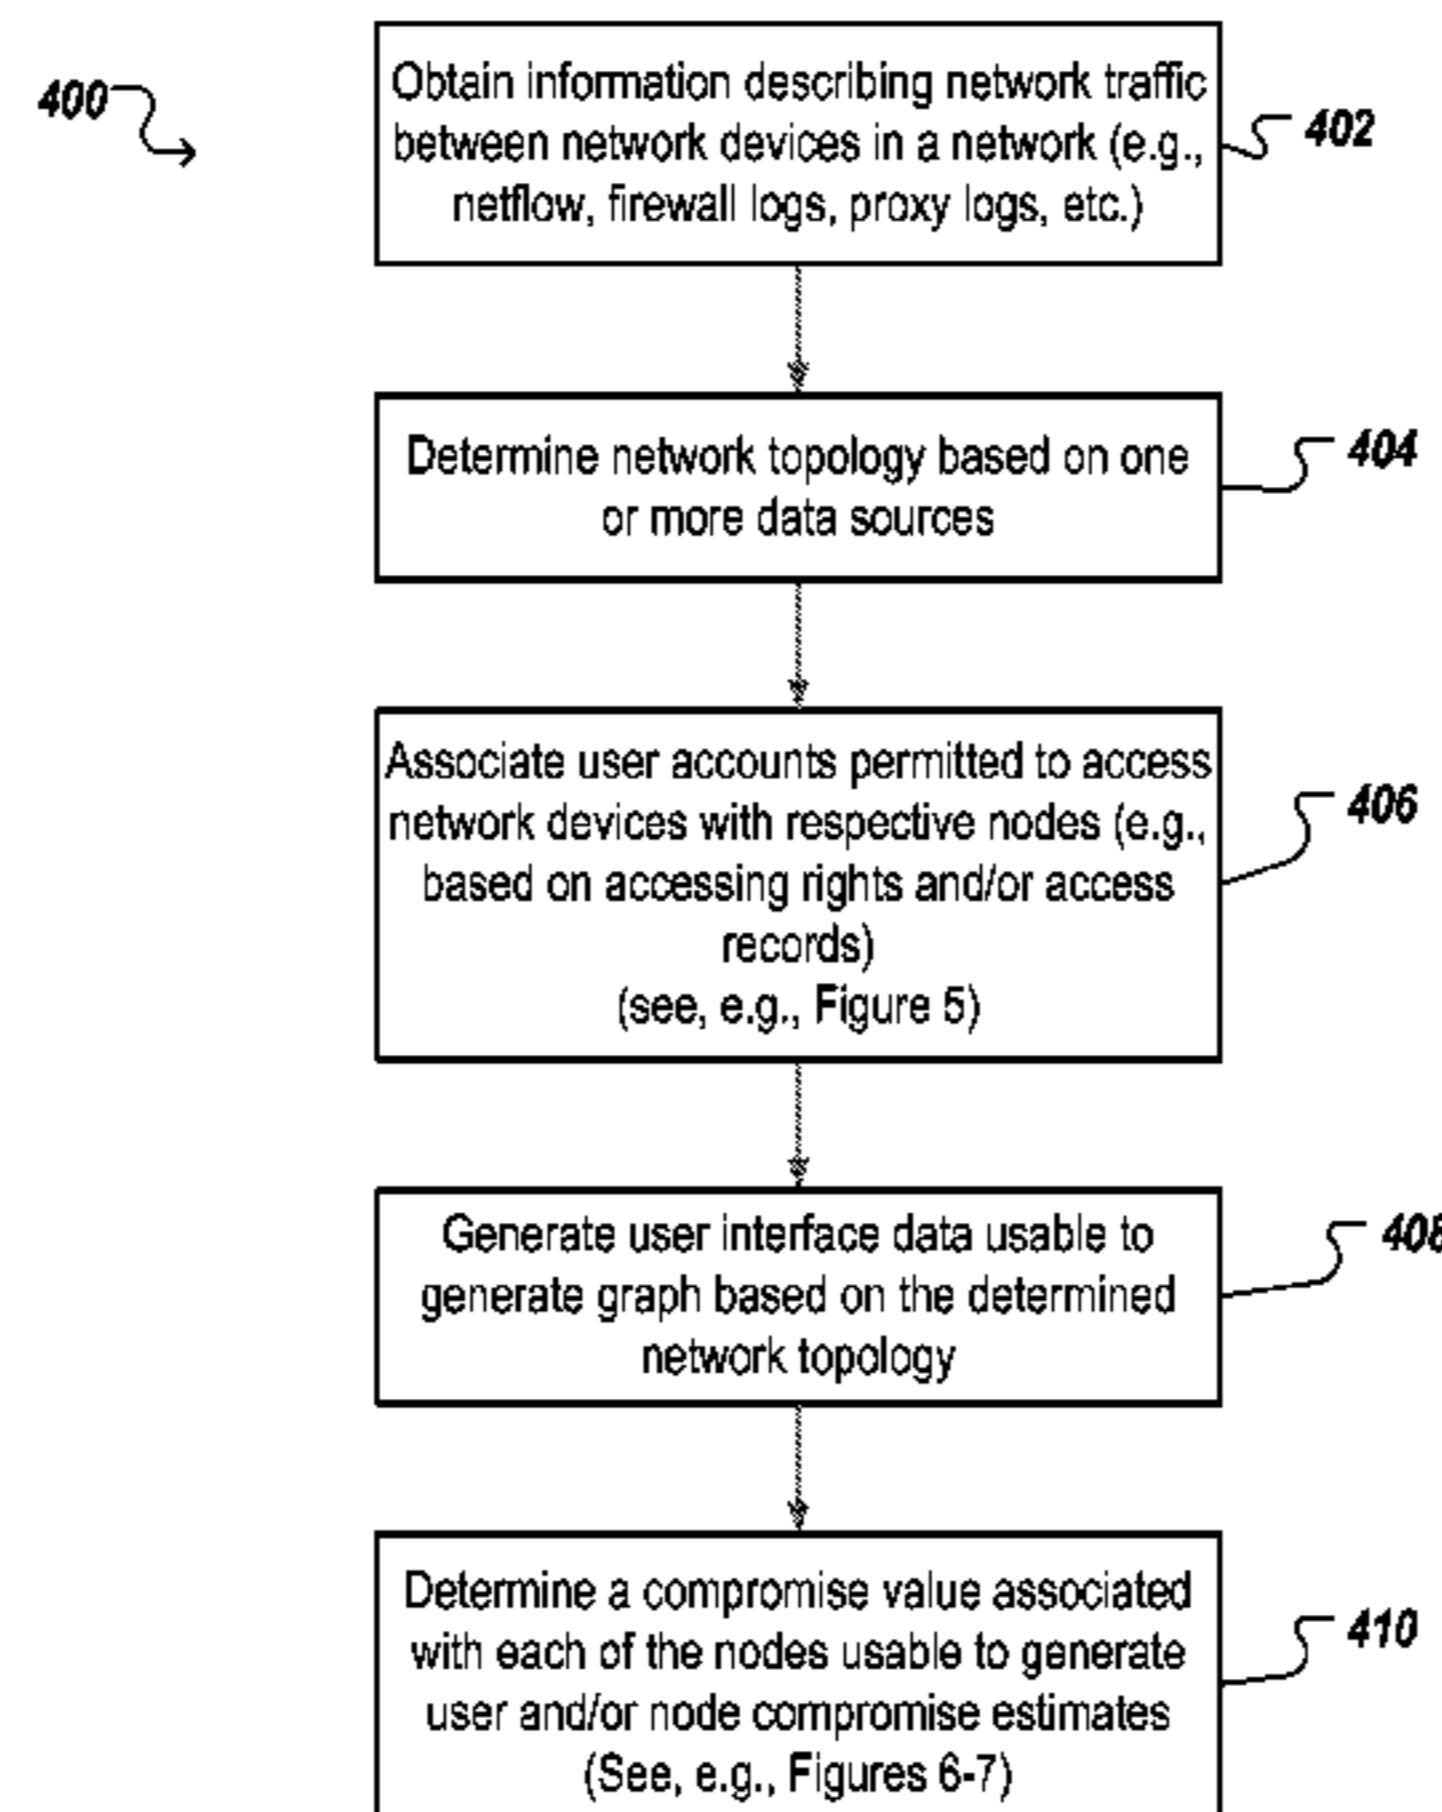 400
Obtain information describing network traffic
between network devices in a network (e.g.,
netflow, firewall logs, proxy logs, etc.)
402
Determine network topology based on one
or more data sources
404
Associate user accounts permitted to access
network devices with respective nodes (e.g.,
based on accessing rights and/or access
records)
(see, e.g., Figure 5)
406
Generate user interface data usable to
generate graph based on the determined
network topology
408
Determine a compromise value associated
with each of the nodes usable to generate
user and/or node compromise estimates
(See, e.g., Figures 6-7)
410